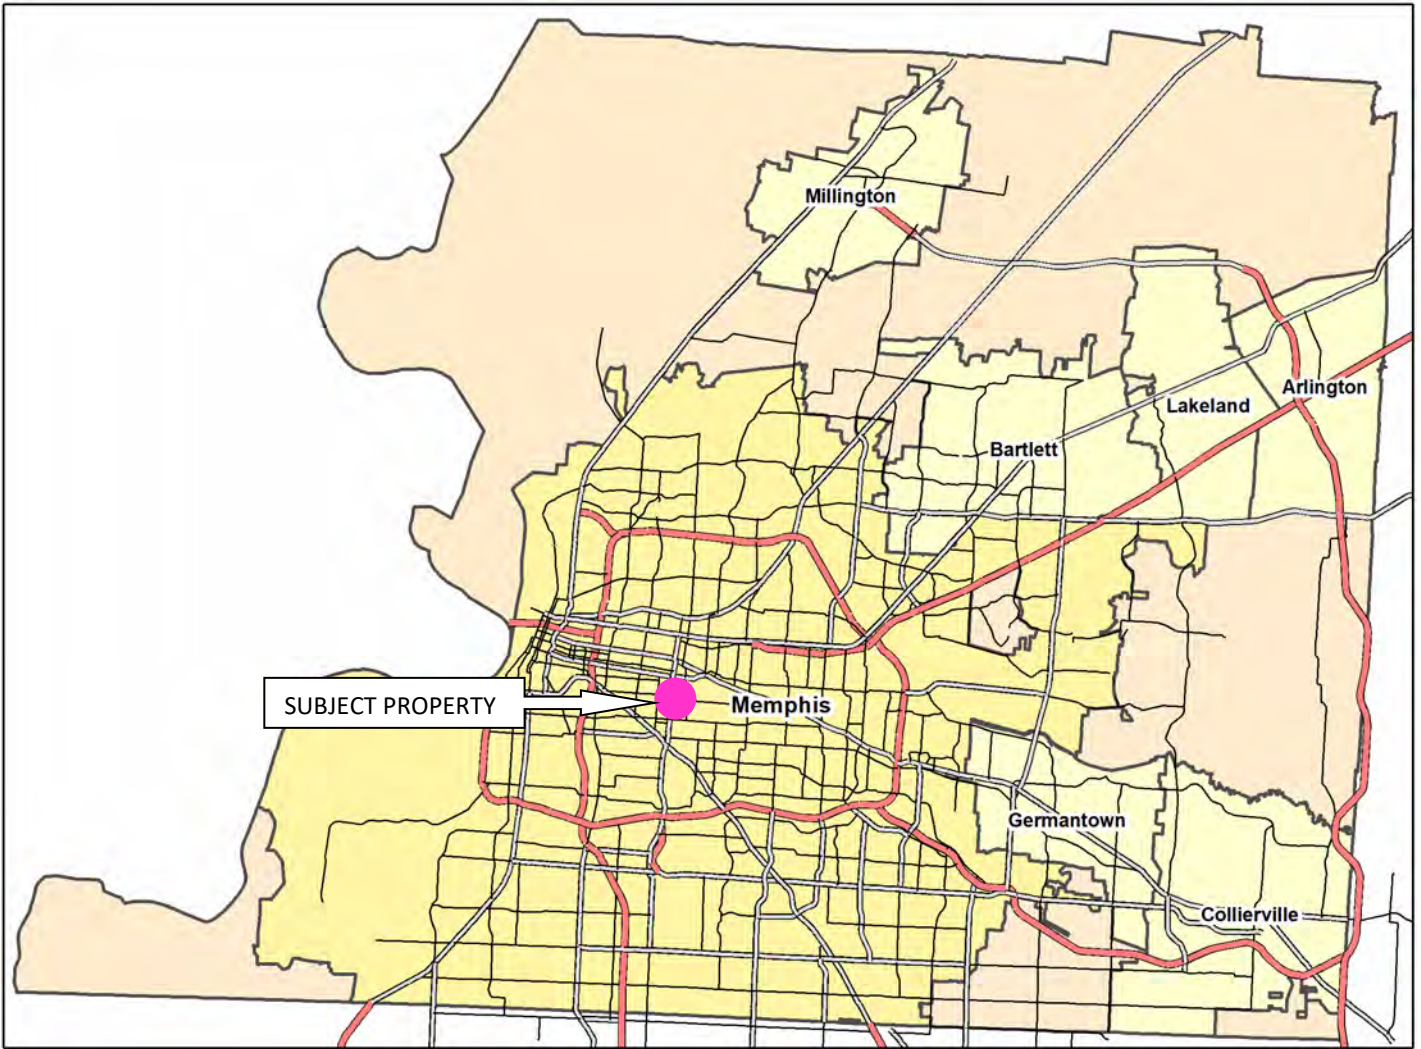 Millington
Arlington
Lakeland
Bartlett
SUBJECT PROPERTY
Memphis
Germantown
Collierville